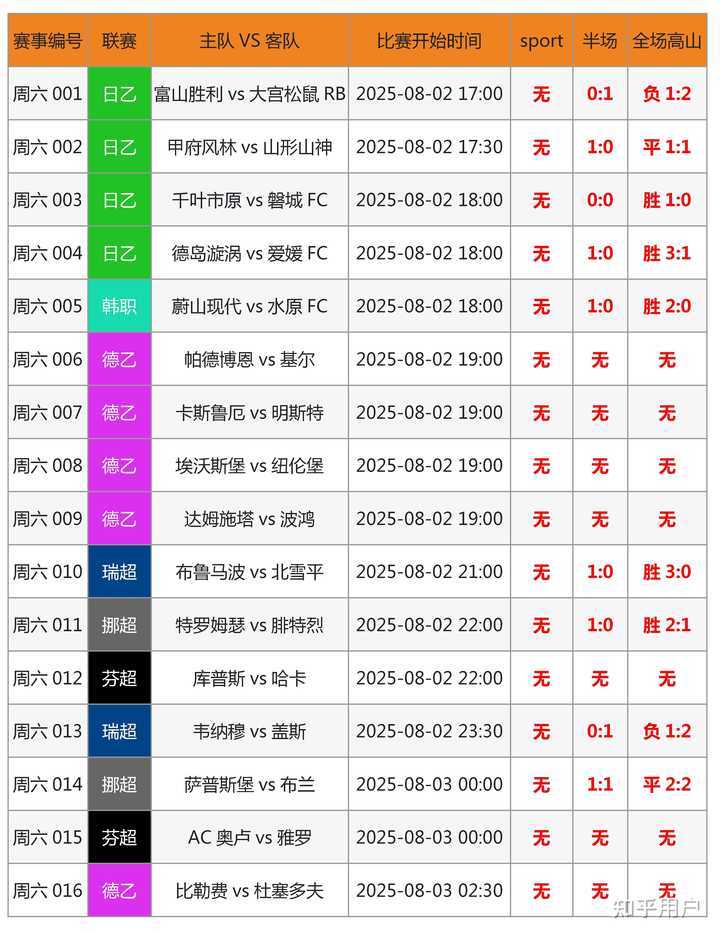 赛事编号 联赛 主队 VS 客队 比赛开始时间 sport 半场 全场高山
周六 001 日乙 富山胜利 vs 大宫松鼠 RB 2025-08-02 17:00 无 0:1 负 1:2
周六 002 日乙 甲府风林 vs 山形山神 2025-08-02 17:30 无 1:0 平 1:1
周六 003 日乙 千叶市原 vs 磐城 FC 2025-08-02 18:00 无 0:0 胜 1:0
周六 004 日乙 德岛漩涡 vs 爱媛 FC 2025-08-02 18:00 无 1:0 胜 3:1
周六 005 韩职 蔚山现代 vs 水原 FC 2025-08-02 18:00 无 1:0 胜 2:0
周六 006 德乙 帕德博恩 vs 基尔 2025-08-02 19:00 无 无 无
周六 007 德乙 卡斯鲁厄 vs 明斯特 2025-08-02 19:00 无 无 无
周六 008 德乙 埃沃斯堡 vs 纽伦堡 2025-08-02 19:00 无 无 无
周六 009 德乙 达姆施塔 vs 波鸿 2025-08-02 19:00 无 无 无
周六 010 瑞超 布鲁马波 vs 北雪平 2025-08-02 21:00 无 1:0 胜 3:0
周六 011 挪超 特罗姆瑟 vs 腓特烈 2025-08-02 22:00 无 1:0 胜 2:1
周六 012 芬超 库普斯 vs 哈卡 2025-08-02 22:00 无 无 无
周六 013 瑞超 韦纳穆 vs 盖斯 2025-08-02 23:30 无 0:1 负 1:2
周六 014 挪超 萨普斯堡 vs 布兰 2025-08-03 00:00 无 1:1 平 2:2
周六 015 芬超 AC 奥卢 vs 雅罗 2025-08-03 00:00 无 无 无
周六 016 德乙 比勒费 vs 杜塞多夫 2025-08-03 02:30 无 无 无
知乎用户